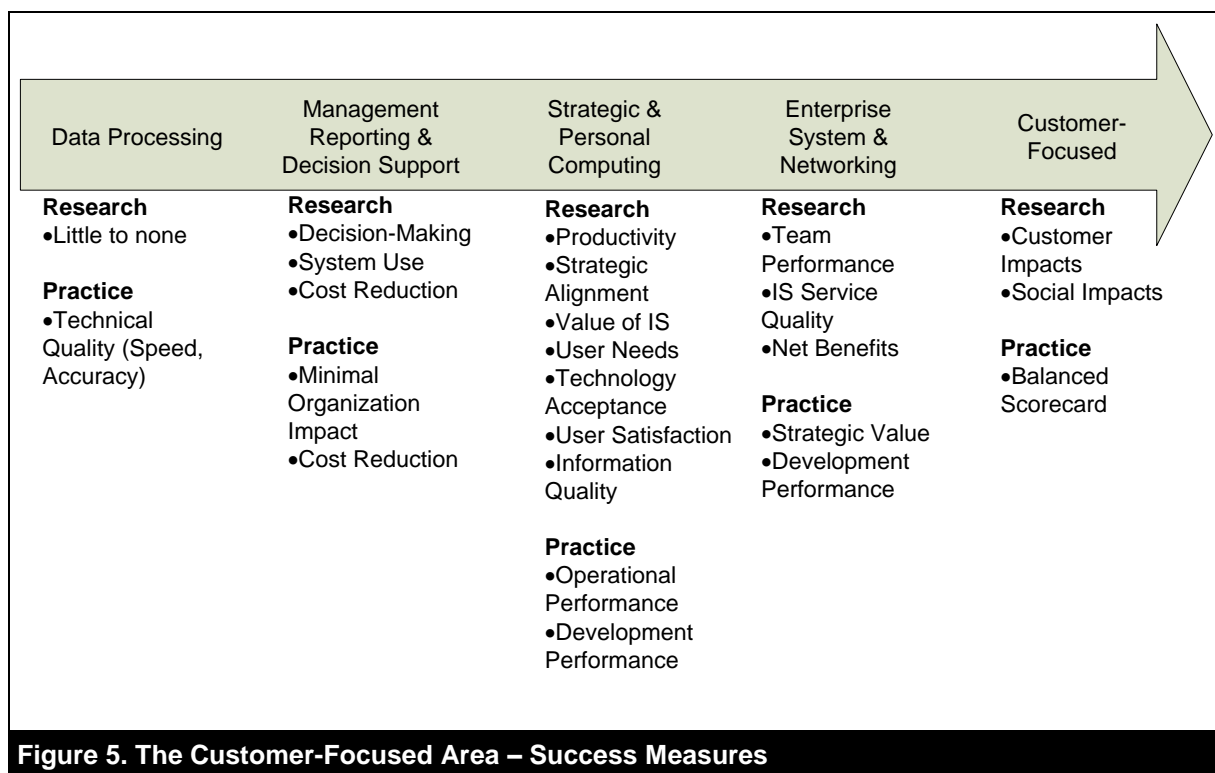 Data Processing
Management
Reporting &
Decision Support
Strategic &
Personal
Computing
Enterprise
System &
Networking
Customer-
Focused
Research
•Little to none
Practice
•Technical
Quality (Speed,
Accuracy)
Research
•Decision-Making
•System Use
•Cost Reduction
Practice
•Minimal
Organization
Impact
•Cost Reduction
Research
•Productivity
•Strategic
Alignment
•Value of IS
•User Needs
•Technology
Acceptance
•User Satisfaction
•Information
Quality
Practice
•Operational
Performance
•Development
Performance
Research
•Team
Performance
•IS Service
Quality
•Net Benefits
Practice
•Strategic Value
•Development
Performance
Research
•Customer
Impacts
•Social Impacts
Practice
•Balanced
Scorecard
Figure 5. The Customer-Focused Area – Success Measures